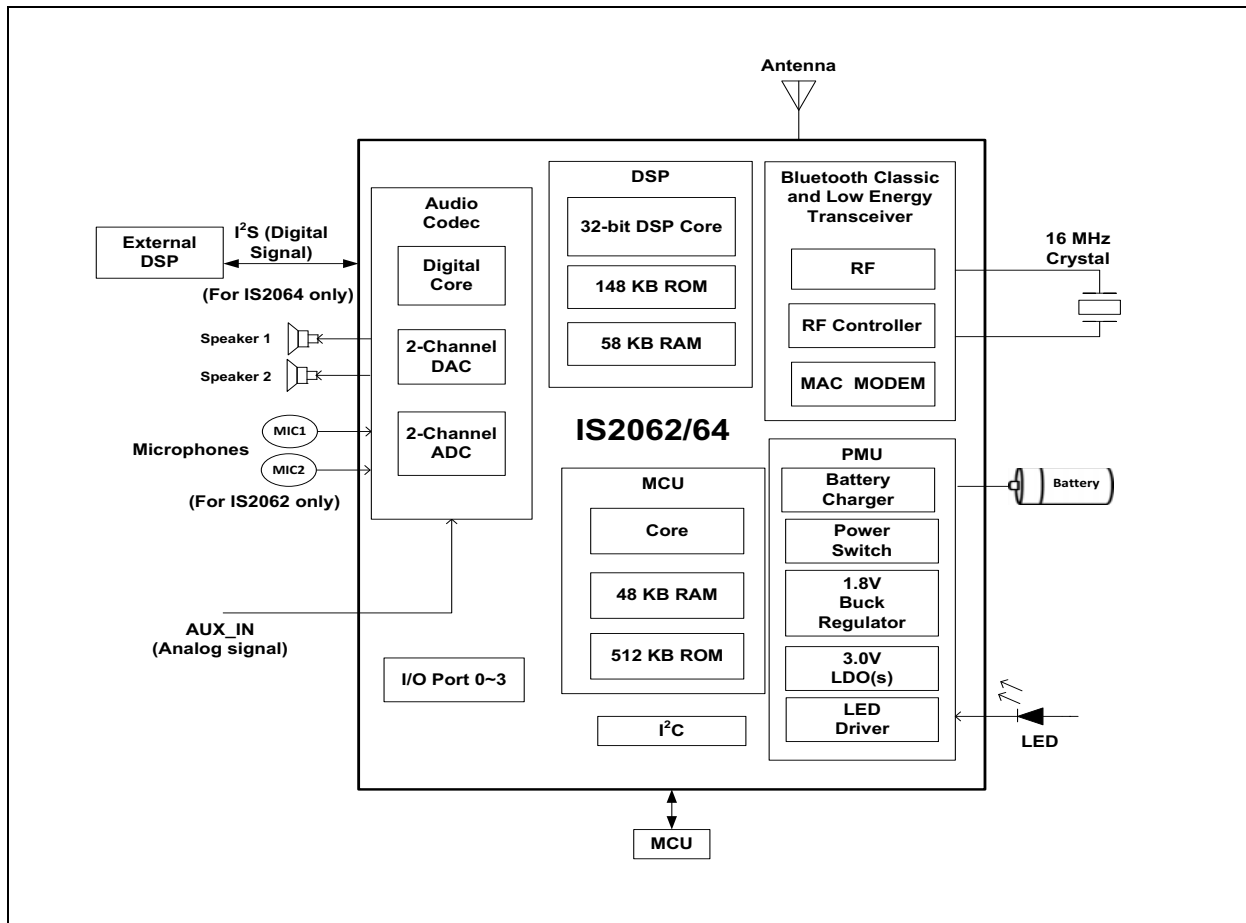 Antenna
Audio
Codec
Digital
Core
2-Channel
DAC
2-Channel
ADC
DSP
32-bit DSP Core
148 KB ROM
58 KB RAM
Bluetooth Classic
and Low Energy
Transceiver
RF
RF Controller
MAC MODEM
16 MHz
Crystal
External
DSP
I²S (Digital
Signal)
(For IS2064 only)
Speaker 1
Speaker 2
Microphones
MIC1
MIC2
(For IS2062 only)
AUX_IN
(Analog signal)
IS2062/64
MCU
Core
48 KB RAM
512 KB ROM
PMU
Battery
Charger
Power
Switch
1.8V
Buck
Regulator
3.0V
LDO(s)
LED
Driver
Battery
LED
I/O Port 0~3
I²C
MCU